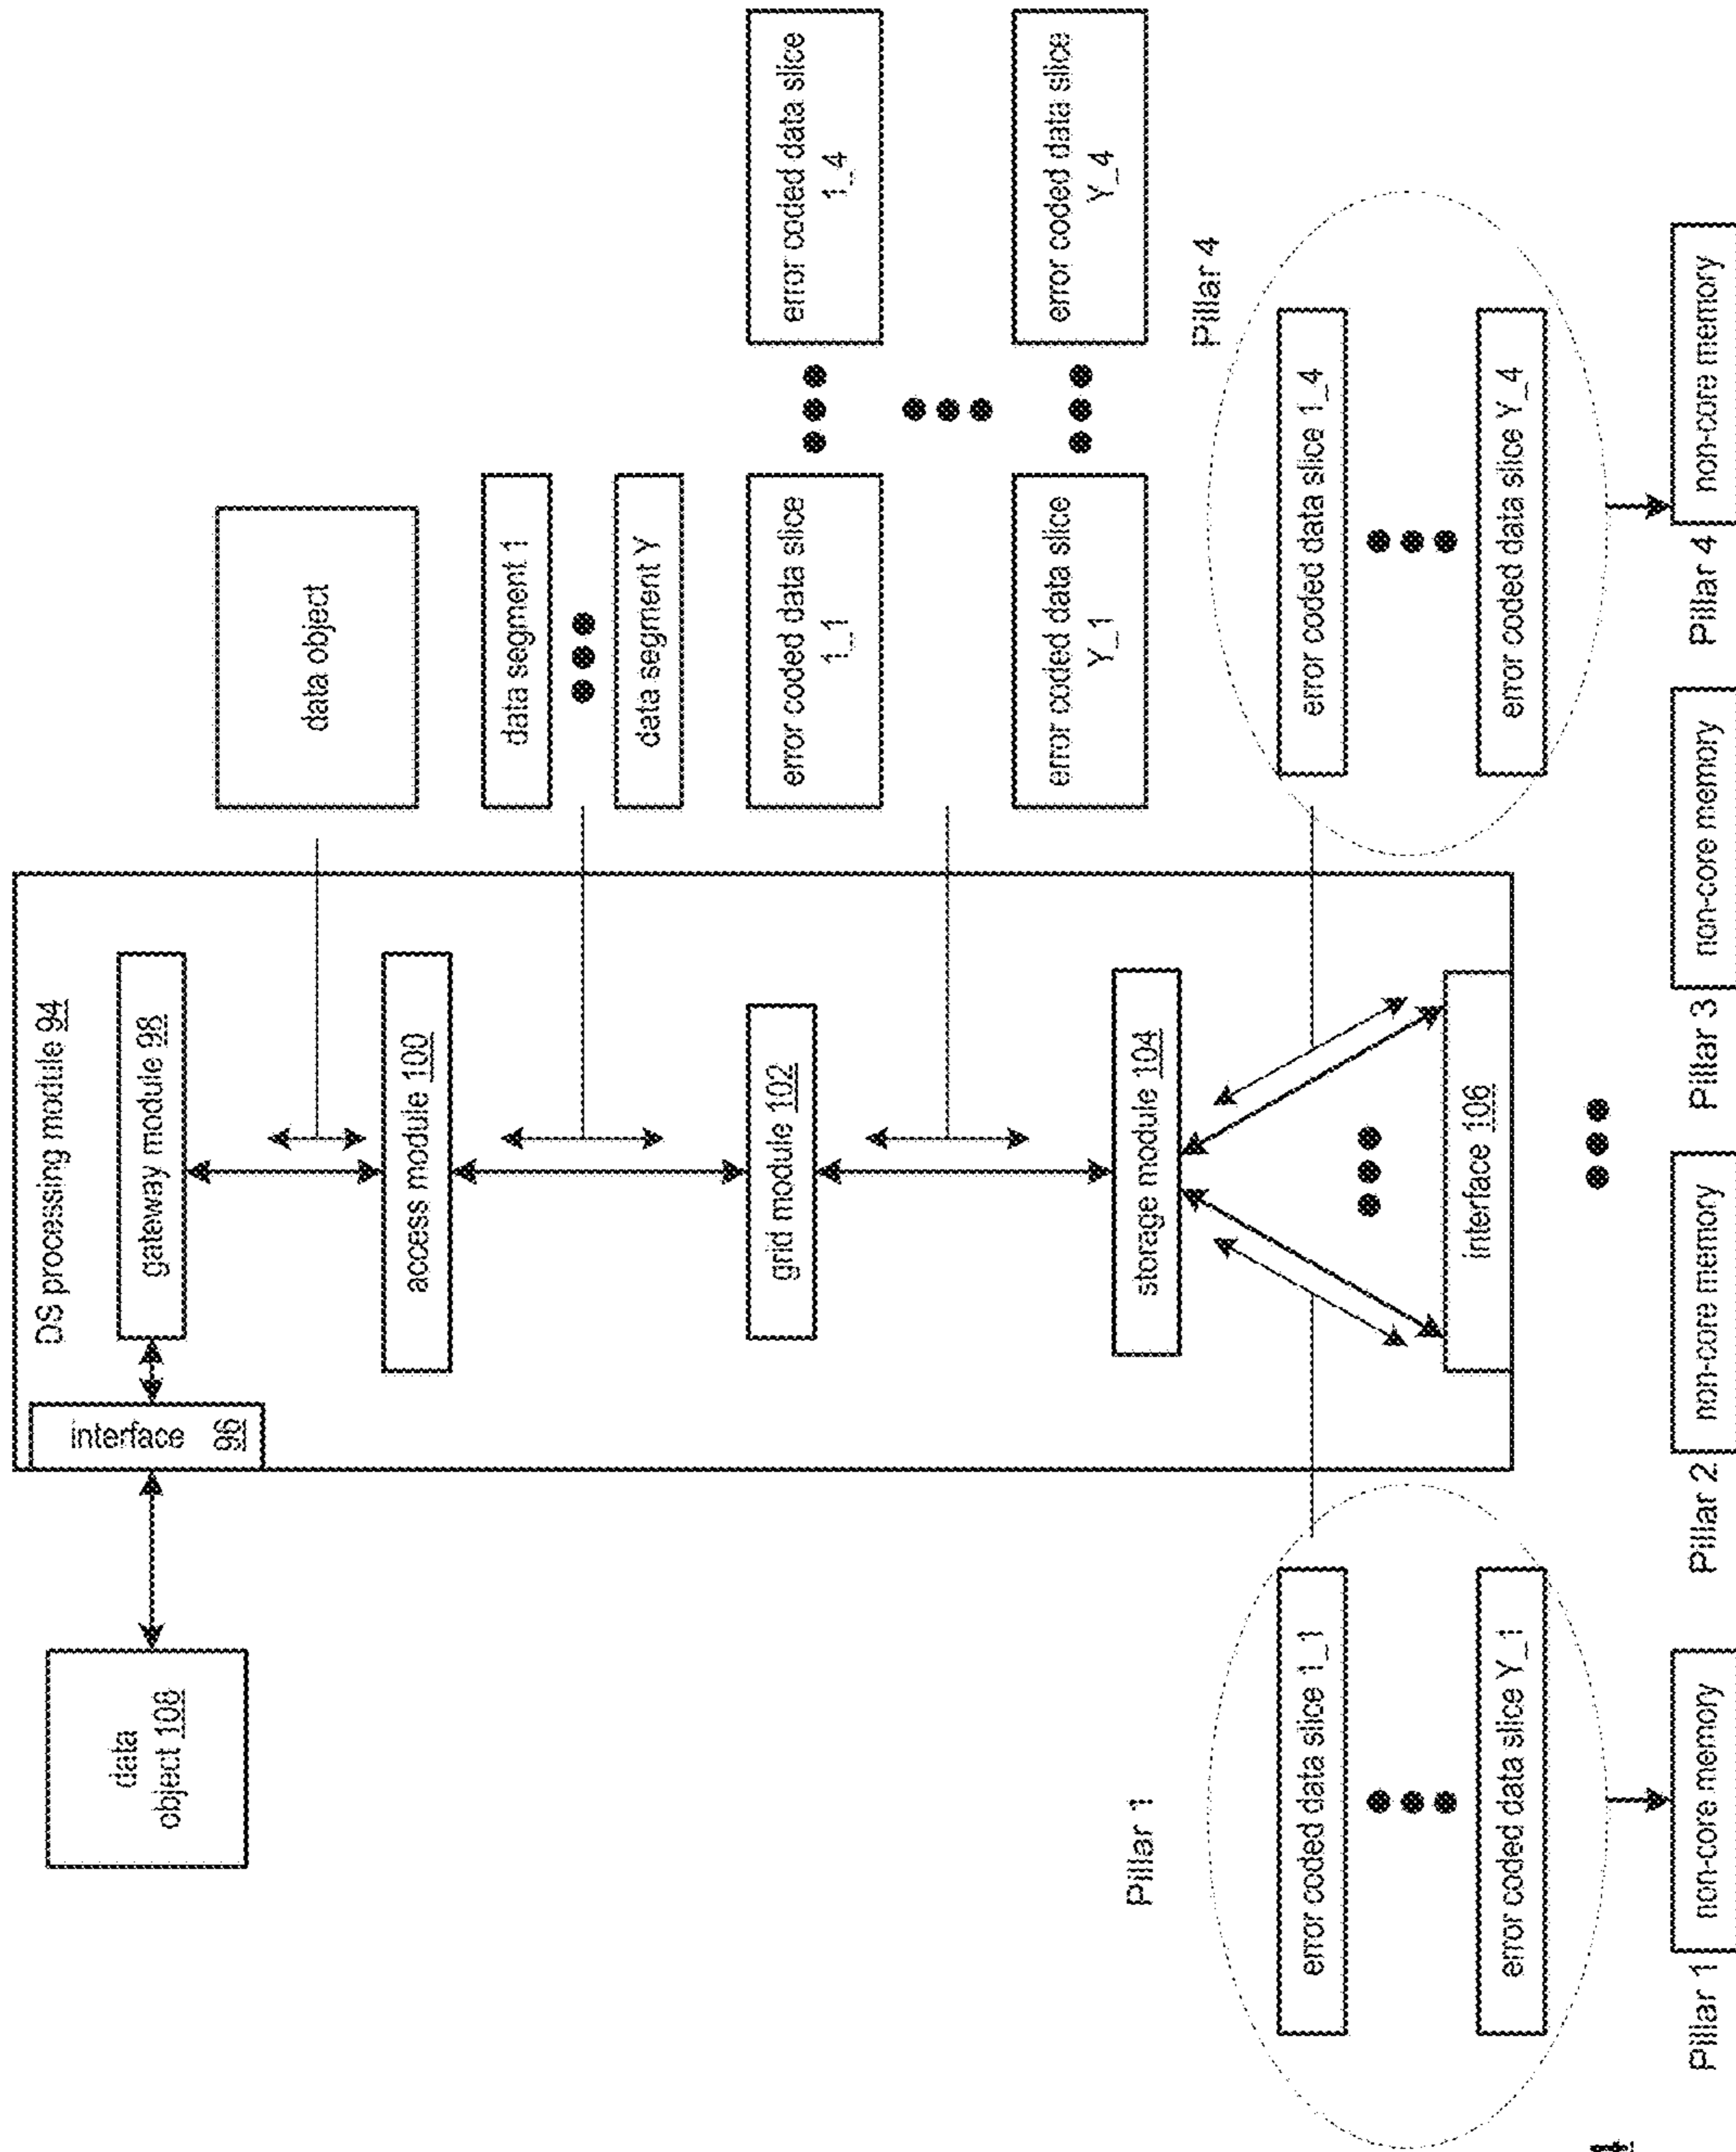 DS processing module 94
interface 96
gateway module 98
access module 100
grid module 102
storage module 104
interface 106
data
object 108
data object
data segment 1
data segment Y
error coded data slice
1_1
error coded data slice
1_4
error coded data slice
Y_1
error coded data slice
Y_4
Pillar 1
error coded data slice 1_1
error coded data slice Y_1
Pillar 4
error coded data slice 1_4
error coded data slice Y_4
Pillar 1
non-core memory
Pillar 2
non-core memory
Pillar 3
non-core memory
Pillar 4
non-core memory